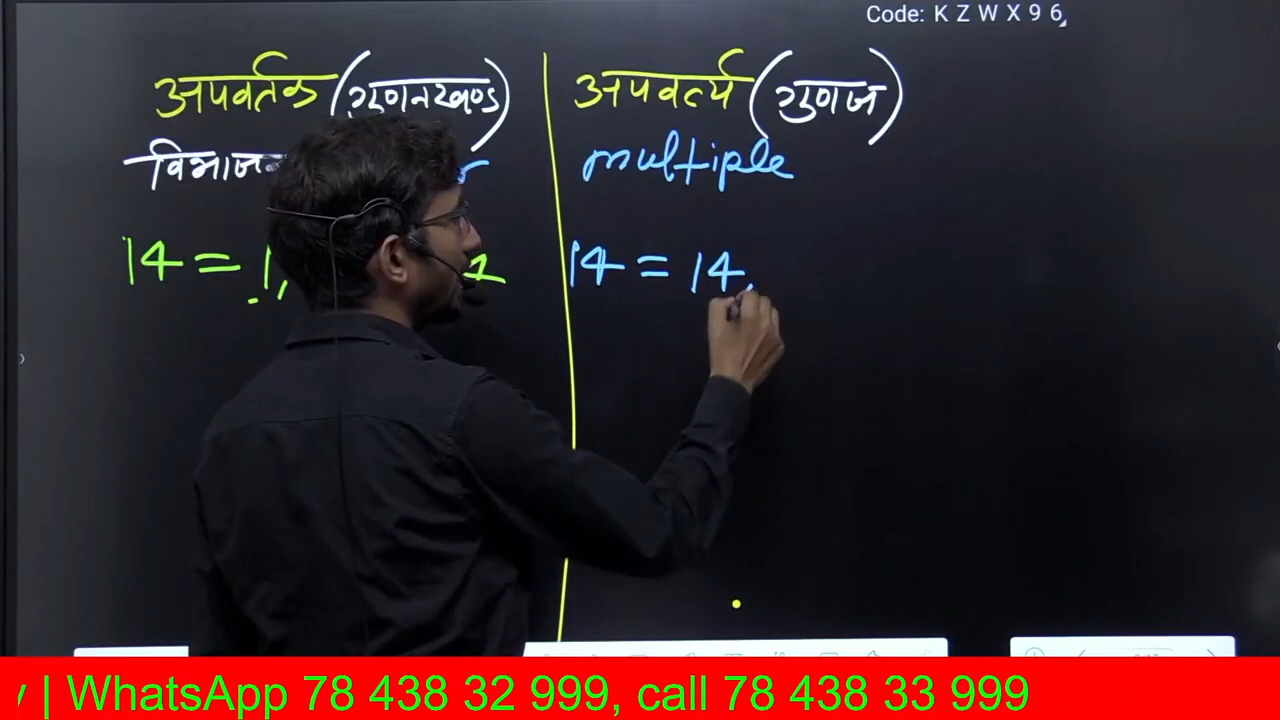 Code: K Z W X 9 6
अपवर्तक (गुणनखण्ड)
अपवर्त्य (गुणज)
multiple
14 = 1,
14 = 14,
| WhatsApp 78 438 32 999, call 78 438 33 999